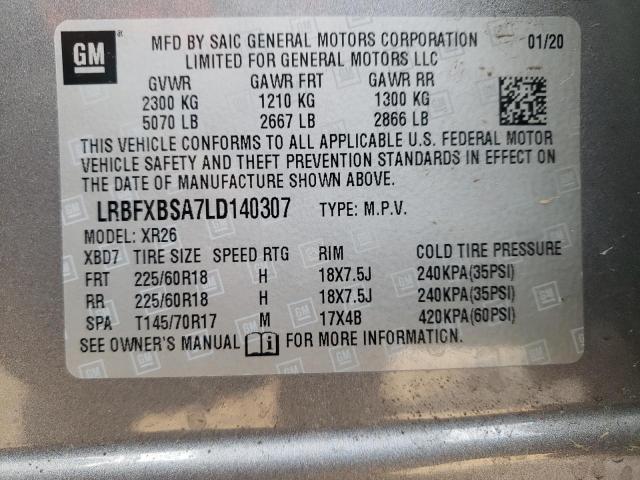 GM
MFD BY SAIC GENERAL MOTORS CORPORATION 01/20
LIMITED FOR GENERAL MOTORS LLC
GVWR GAWR FRT GAWR RR
2300 KG 1210 KG 1300 KG
5070 LB 2667 LB 2866 LB
THIS VEHICLE CONFORMS TO ALL APPLICABLE U.S. FEDERAL MOTOR
VEHICLE SAFETY AND THEFT PREVENTION STANDARDS IN EFFECT ON
THE DATE OF MANUFACTURE SHOWN ABOVE.
LRBFXBSA7LD140307 TYPE: M.P.V.
MODEL: XR26
XBD7 TIRE SIZE SPEED RTG RIM COLD TIRE PRESSURE
FRT 225/60R18 H 18X7.5J 240KPA(35PSI)
RR 225/60R18 H 18X7.5J 240KPA(35PSI)
SPA T145/70R17 M 17X4B 420KPA(60PSI)
SEE OWNER'S MANUAL i FOR MORE INFORMATION.